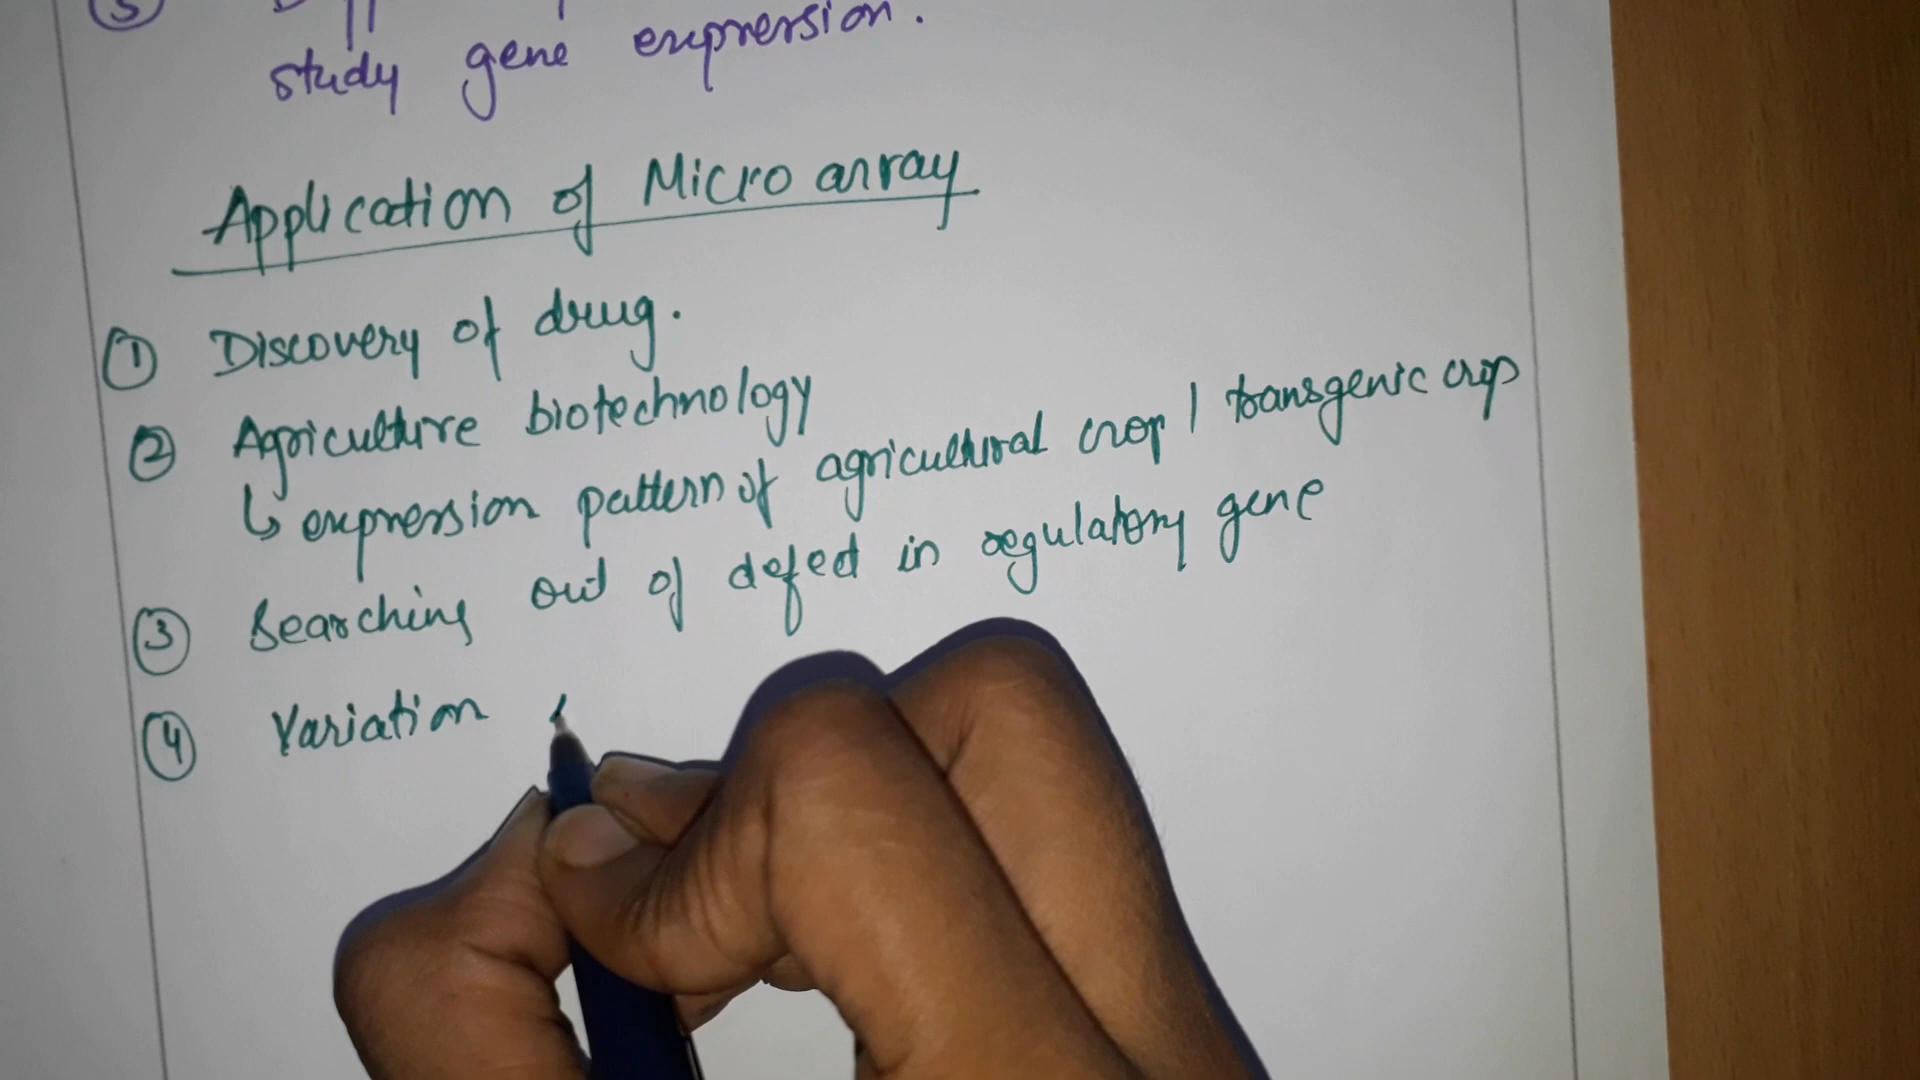 ③
study gene expression.
Application of Micro array
① Discovery of drug.
② Agriculture biotechnology
↳ expression pattern of agricultural crop / transgenic crop
③ Searching out of defect in regulatory gene
④ Variation